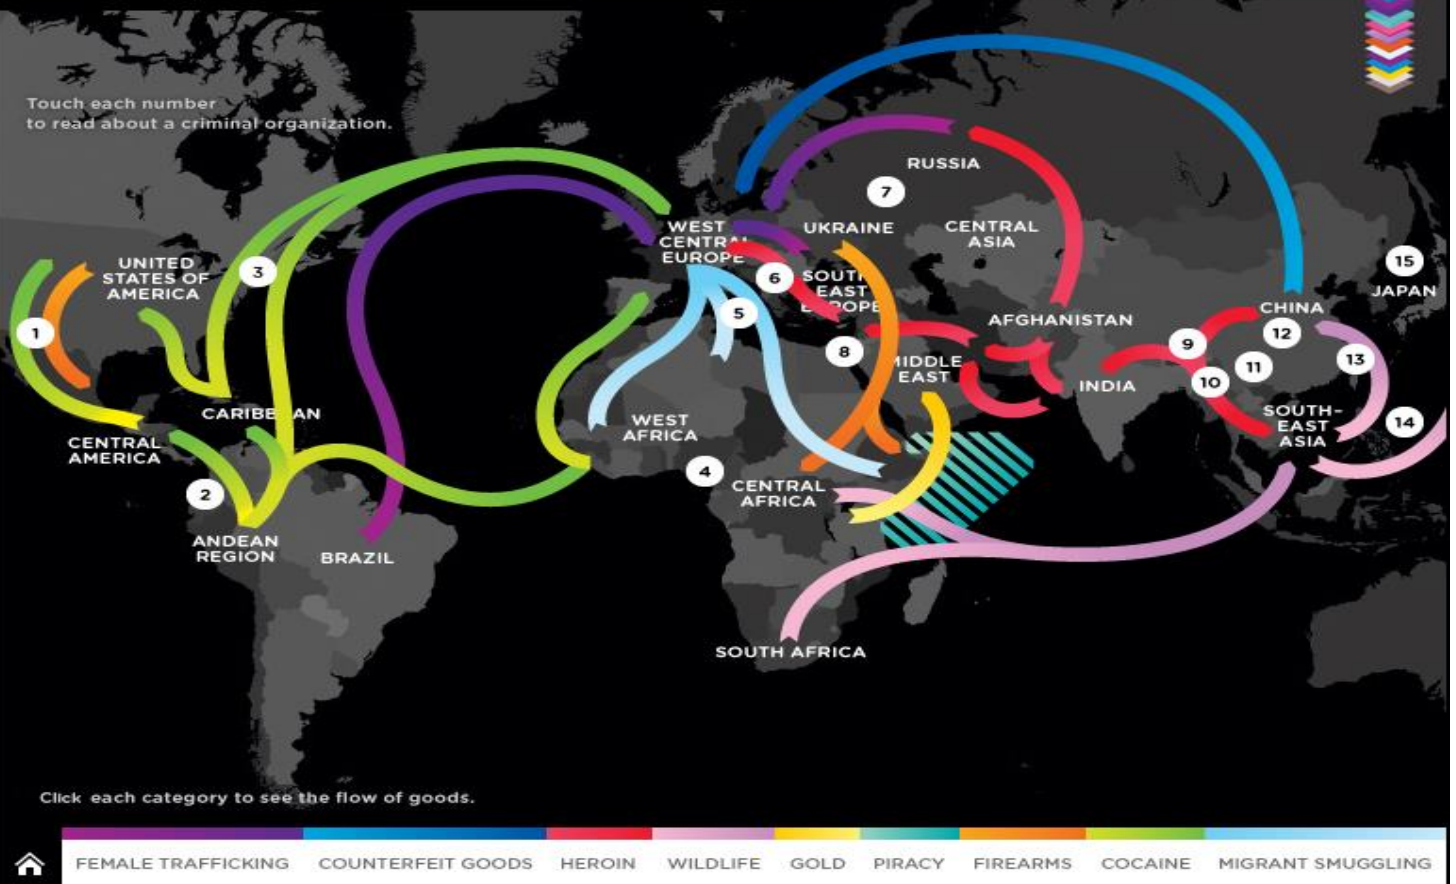 Touch each number
to read about a criminal organization.
RUSSIA
7
WEST
CENTRAL
EUROPE
UKRAINE
CENTRAL
ASIA
15
JAPAN
UNITED
STATES OF
AMERICA
3
6
SOUTH
EAST
EUROPE
5
AFGHANISTAN
CHINA
1
8
9
12
MIDDLE
EAST
11
13
INDIA
10
CARIBBEAN
WEST
AFRICA
SOUTH-
EAST
ASIA
14
CENTRAL
AMERICA
4
2
CENTRAL
AFRICA
ANDEAN
REGION
BRAZIL
SOUTH AFRICA
Click each category to see the flow of goods.
FEMALE TRAFFICKING COUNTERFEIT GOODS HEROIN WILDLIFE GOLD PIRACY FIREARMS COCAINE MIGRANT SMUGGLING